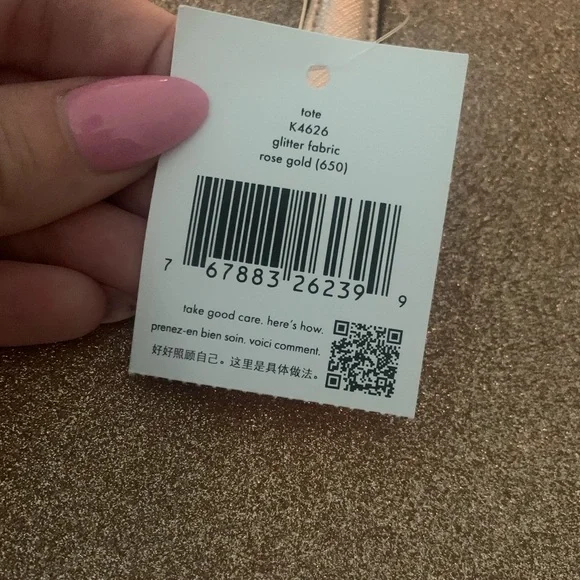 tote
K4626
glitter fabric
rose gold (650)
7 67883 26239 9
take good care. here's how.
prenez-en bien soin. voici comment.
好好照顾自己。这里是具体做法。